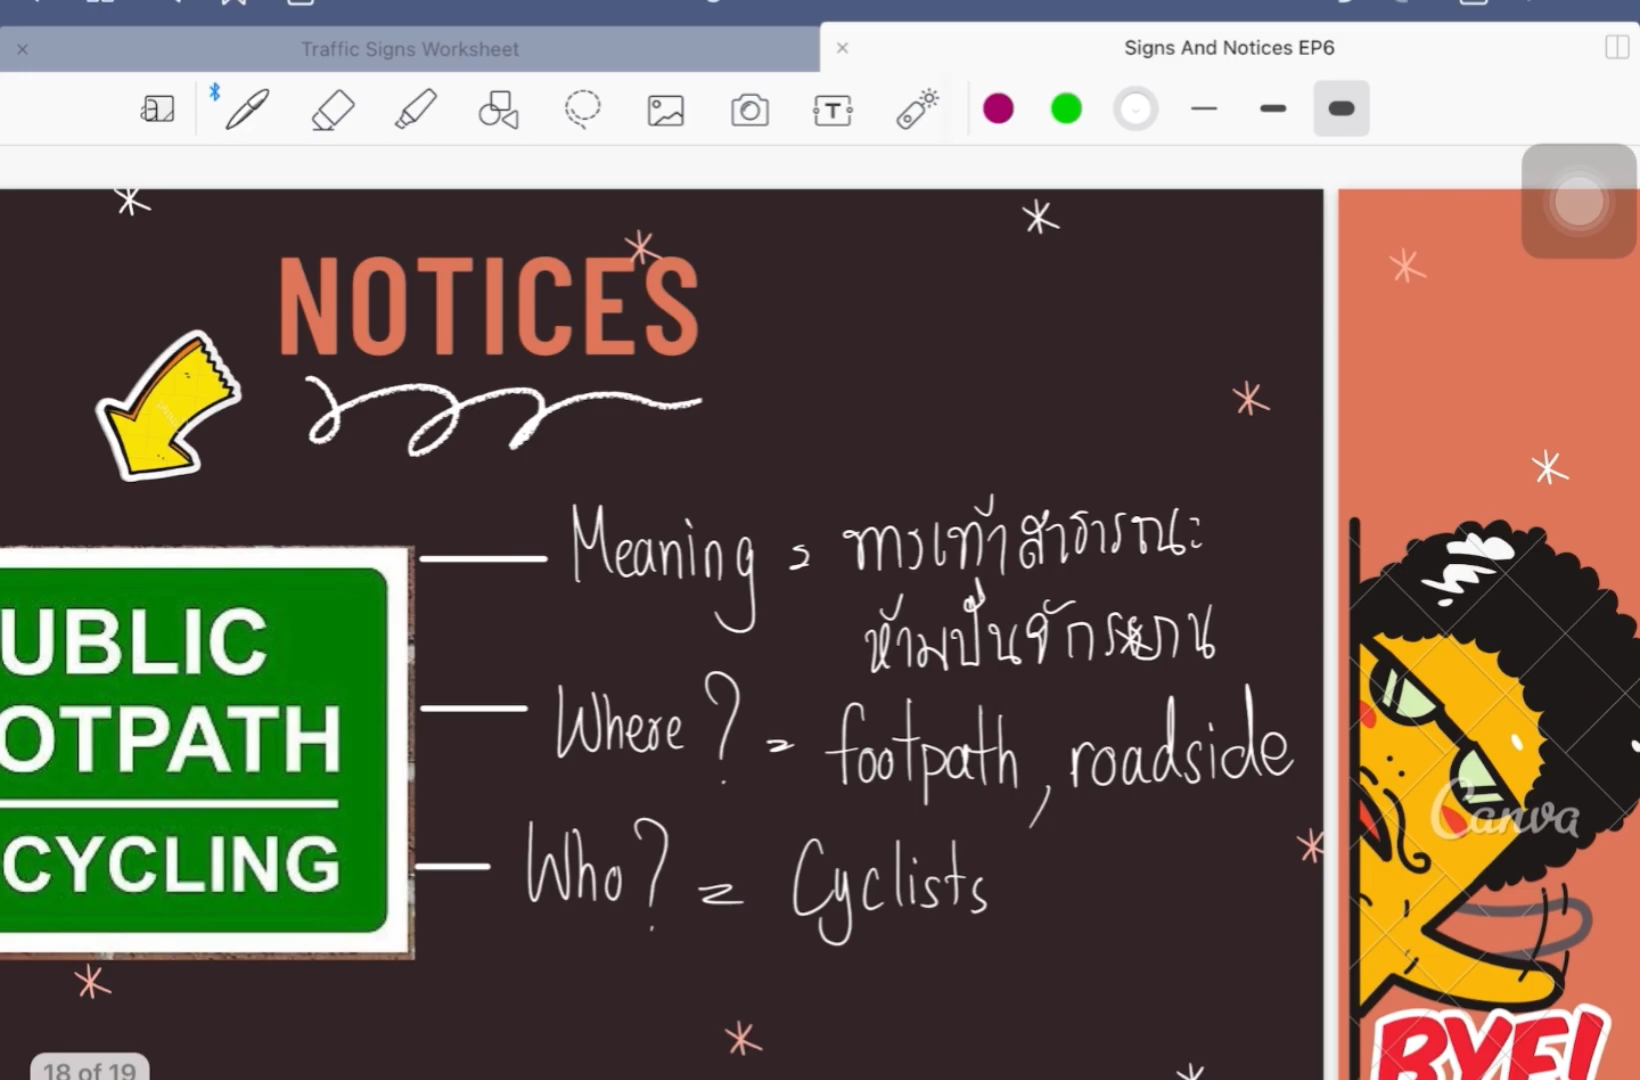 Traffic Signs Worksheet
Signs And Notices EP6
NOTICES
Meaning = ทางเท้าสาธารณะ
ห้ามปั่นจักรยาน
Where? = footpath, roadside
Who? = Cyclists
UBLIC
OTPATH
CYCLING
Canva
BYE!
18 of 19